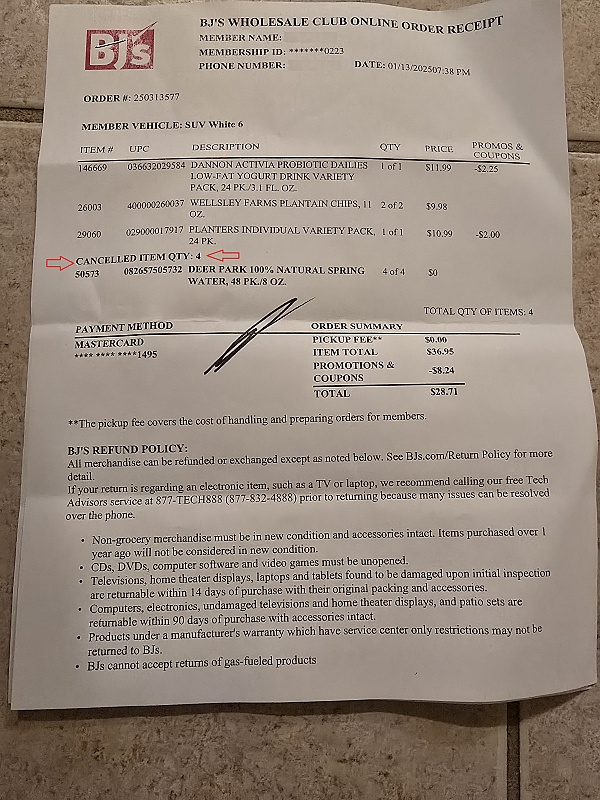 BJ's
BJ'S WHOLESALE CLUB ONLINE ORDER RECEIPT
MEMBER NAME:
MEMBERSHIP ID: *******0223
PHONE NUMBER:
DATE: 01/13/202507:38 PM
ORDER #: 250313577
MEMBER VEHICLE: SUV White 6
ITEM # UPC DESCRIPTION QTY PRICE PROMOS & COUPONS
146669 036632029584 DANNON ACTIVIA PROBIOTIC DAILIES 1 of 1 $11.99 -$2.25
LOW-FAT YOGURT DRINK VARIETY
PACK, 24 PK./3.1 FL. OZ.
26003 400000260037 WELLSLEY FARMS PLANTAIN CHIPS, 11 2 of 2 $9.98
OZ.
29060 029000017917 PLANTERS INDIVIDUAL VARIETY PACK, 1 of 1 $10.99 -$2.00
24 PK.
CANCELLED ITEM QTY: 4
50573 082657505732 DEER PARK 100% NATURAL SPRING 4 of 4 $0
WATER, 48 PK./8 OZ.
TOTAL QTY OF ITEMS: 4
PAYMENT METHOD
MASTERCARD
**** **** ****1495
ORDER SUMMARY
PICKUP FEE** $0.00
ITEM TOTAL $36.95
PROMOTIONS & COUPONS -$8.24
TOTAL $28.71
**The pickup fee covers the cost of handling and preparing orders for members.
BJ'S REFUND POLICY:
All merchandise can be refunded or exchanged except as noted below. See BJs.com/Return Policy for more
detail.
If your return is regarding an electronic item, such as a TV or laptop, we recommend calling our free Tech
Advisors service at 877-TECH888 (877-832-4888) prior to returning because many issues can be resolved
over the phone.
• Non-grocery merchandise must be in new condition and accessories intact. Items purchased over 1
year ago will not be considered in new condition.
• CDs, DVDs, computer software and video games must be unopened.
• Televisions, home theater displays, laptops and tablets found to be damaged upon initial inspection
are returnable within 14 days of purchase with their original packing and accessories.
• Computers, electronics, undamaged televisions and home theater displays, and patio sets are
returnable within 90 days of purchase with accessories intact.
• Products under a manufacturer's warranty which have service center only restrictions may not be
returned to BJs.
• BJs cannot accept returns of gas-fueled products